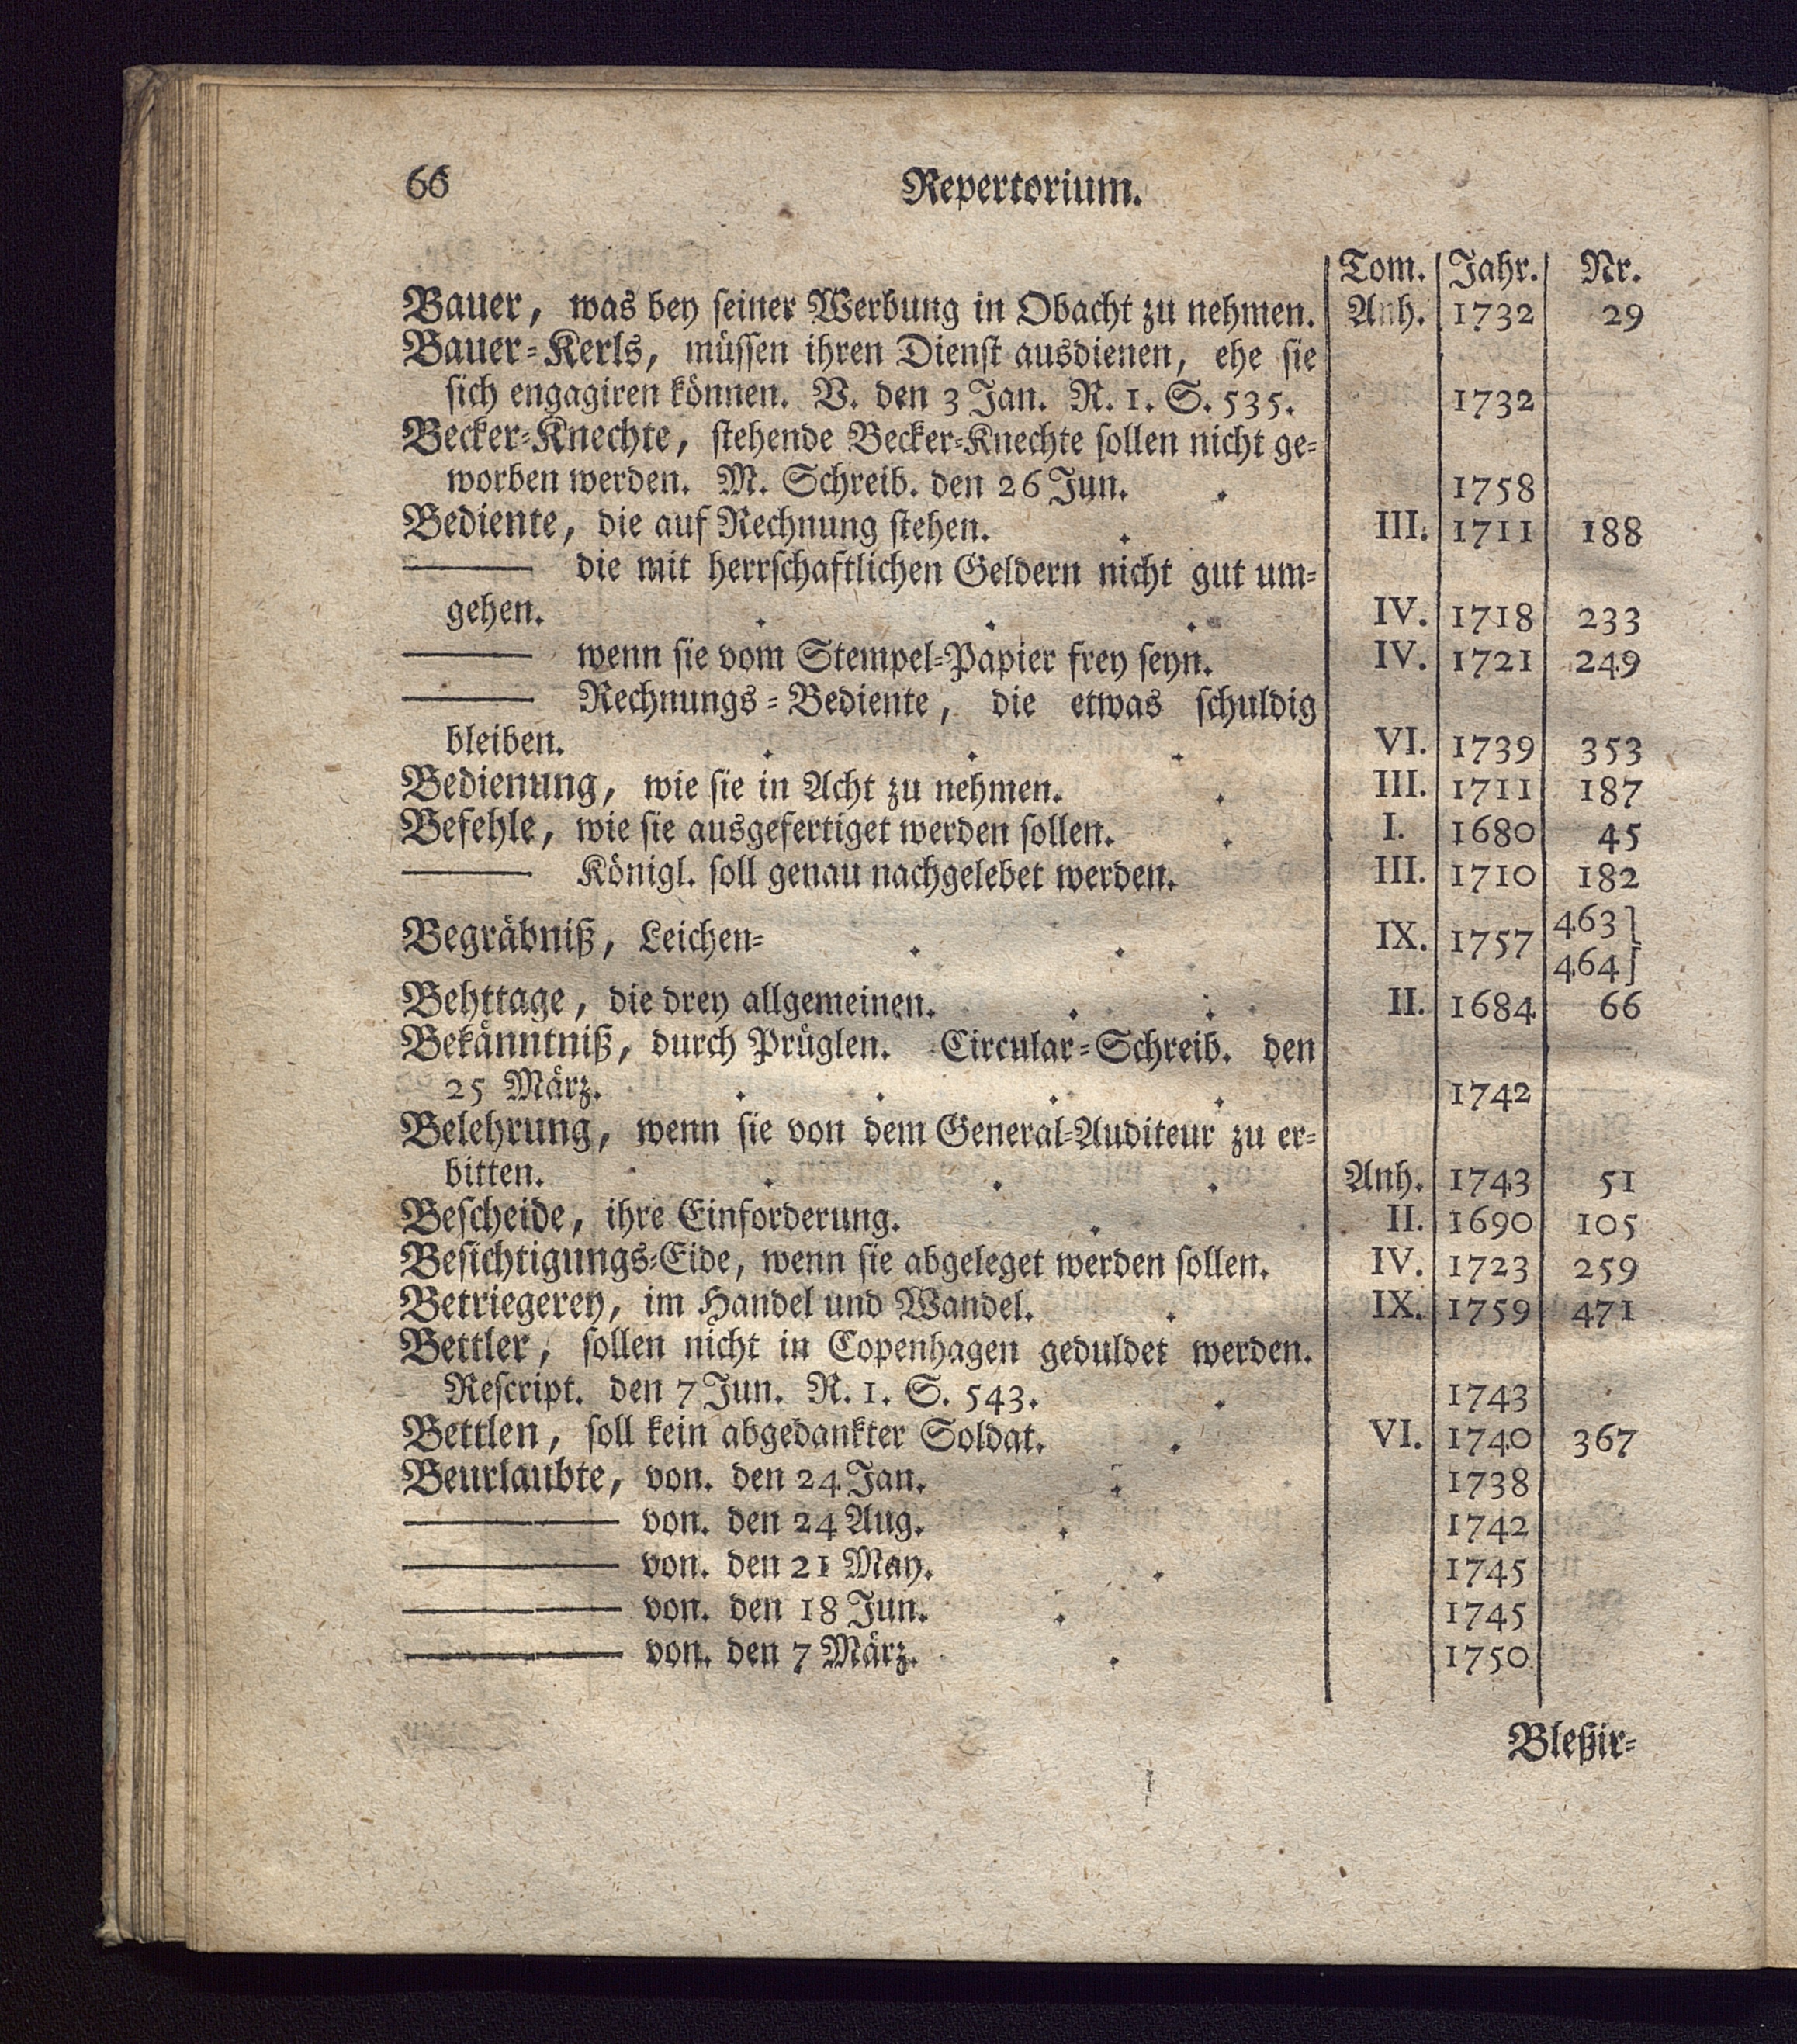 66 Repertorium.
Tom. Jahr. Nr.
Bauer, was bey seiner Werbung in Obacht zu nehmen. Anh. 1732 29
Bauer-Kerls, müssen ihren Dienst ausdienen, ehe sie
sich engagiren können. V. den 3 Jan. R. 1. S. 535. 1732
Becker-Knechte, stehende Becker-Knechte sollen nicht ge-
worben werden. M. Schreib. den 26 Jun. 1758
Bediente, die auf Rechnung stehen. III. 1711 188
—— die mit herrschaftlichen Geldern nicht gut um-
gehen. IV. 1718 233
—— wenn sie vom Stempel-Papier frey seyn. IV. 1721 249
—— Rechnungs-Bediente, die etwas schuldig
bleiben. VI. 1739 353
Bedienung, wie sie in Acht zu nehmen. III. 1711 187
Befehle, wie sie ausgefertiget werden sollen. I. 1680 45
—— Königl. soll genau nachgelebet werden. III. 1710 182
Begräbniß, Leichen- IX. 1757 463]
464]
Behttage, die drey allgemeinen. II. 1684 66
Bekänntniß, durch Prüglen. Circular-Schreib. den
25 März. 1742
Belehrung, wenn sie von dem General-Auditeur zu er-
bitten. Anh. 1743 51
Bescheide, ihre Einforderung. II. 1690 105
Besichtigungs-Eide, wenn sie abgeleget werden sollen. IV. 1723 259
Betriegerey, im Handel und Wandel. IX. 1759 471
Bettler, sollen nicht in Copenhagen geduldet werden.
Rescript. den 7 Jun. R. 1. S. 543. 1743
Bettlen, soll kein abgedankter Soldat. VI. 1740 367
Beurlaubte, von. den 24 Jan. 1738
—— von. den 24 Aug. 1742
—— von. den 21 May. 1745
—— von. den 18 Jun. 1745
—— von. den 7 März. 1750
Bleßir-